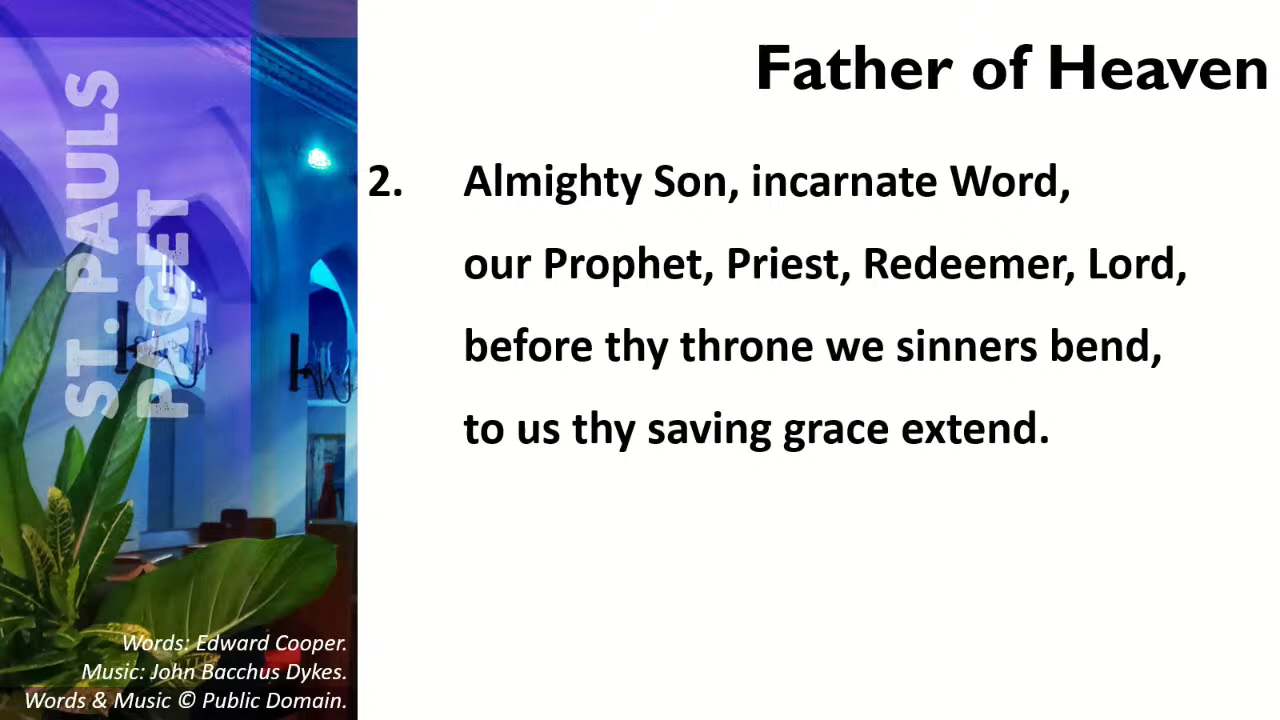 Father of Heaven
2. Almighty Son, incarnate Word,
our Prophet, Priest, Redeemer, Lord,
before thy throne we sinners bend,
to us thy saving grace extend.
ST. PAULS
PAGET
Words: Edward Cooper.
Music: John Bacchus Dykes.
Words & Music © Public Domain.